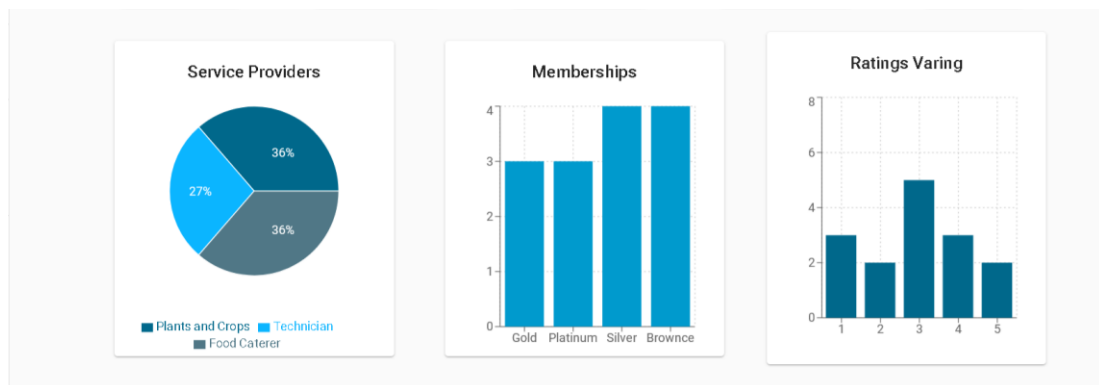 Service Providers
36%
27%
36%
Plants and Crops Technician
Food Caterer
Memberships
4
3
2
1
0
Gold Platinum Silver Brownce
Ratings Varing
8
6
4
2
0
1 2 3 4 5